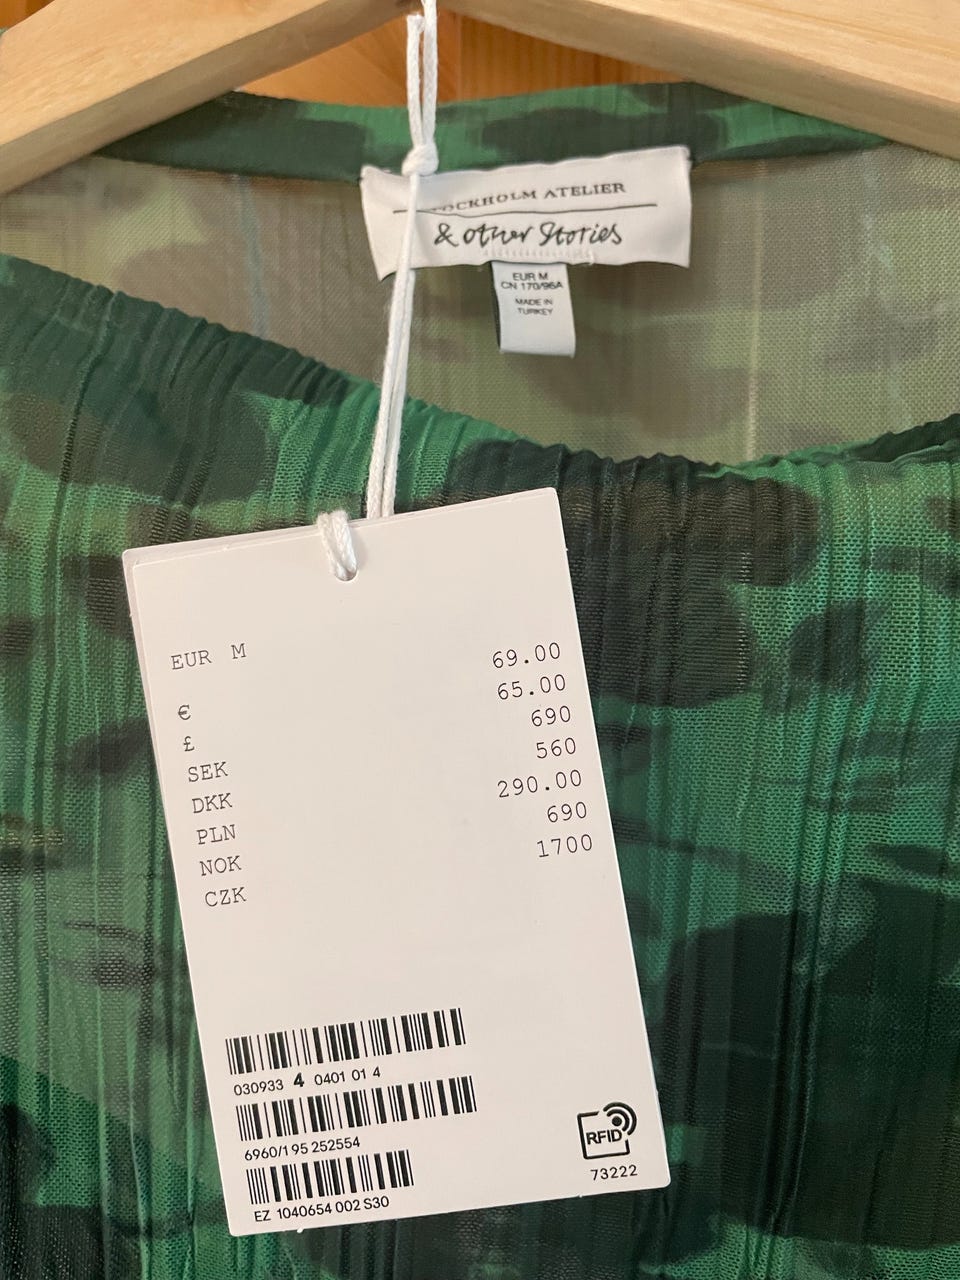 STOCKHOLM ATELIER
& other Stories
EUR M
CN 170/96A
MADE IN
TURKEY
EUR M
€ 69.00
£ 65.00
SEK 690
DKK 560
PLN 290.00
NOK 690
CZK 1700
030933 4 0401 01 4
6960/195 252554
EZ 1040654 002 S30
RFID
73222